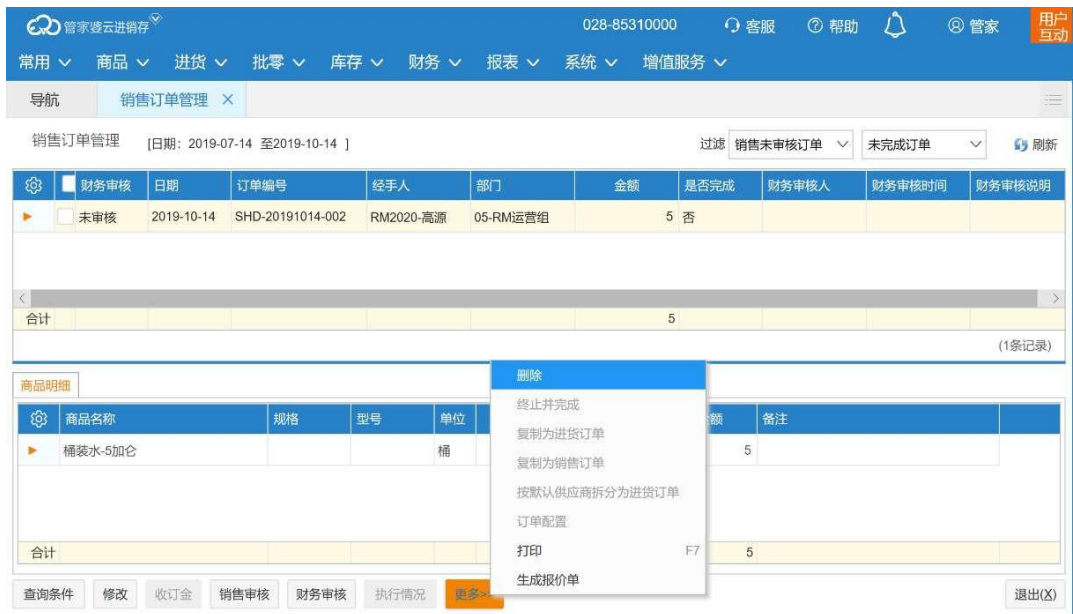 管家婆云进销存 028-85310000 客服 帮助 管家 用户互动
常用 商品 进货 批零 库存 财务 报表 系统 增值服务
导航 销售订单管理 ×
销售订单管理 [日期: 2019-07-14 至2019-10-14 ] 过滤 销售未审核订单 未完成订单 刷新
财务审核 日期 订单编号 经手人 部门 金额 是否完成 财务审核人 财务审核时间 财务审核说明
未审核 2019-10-14 SHD-20191014-002 RM2020-高源 05-RM运营组 5 否
合计 5
(1条记录)
商品明细
商品名称 规格 型号 单位 额 备注
桶装水-5加仑 桶 5
合计 5
删除
终止并完成
复制为进货订单
复制为销售订单
按默认供应商拆分为进货订单
订单配置
打印 F7
生成报价单
查询条件 修改 收订金 销售审核 财务审核 执行情况 更多>> 退出(X)